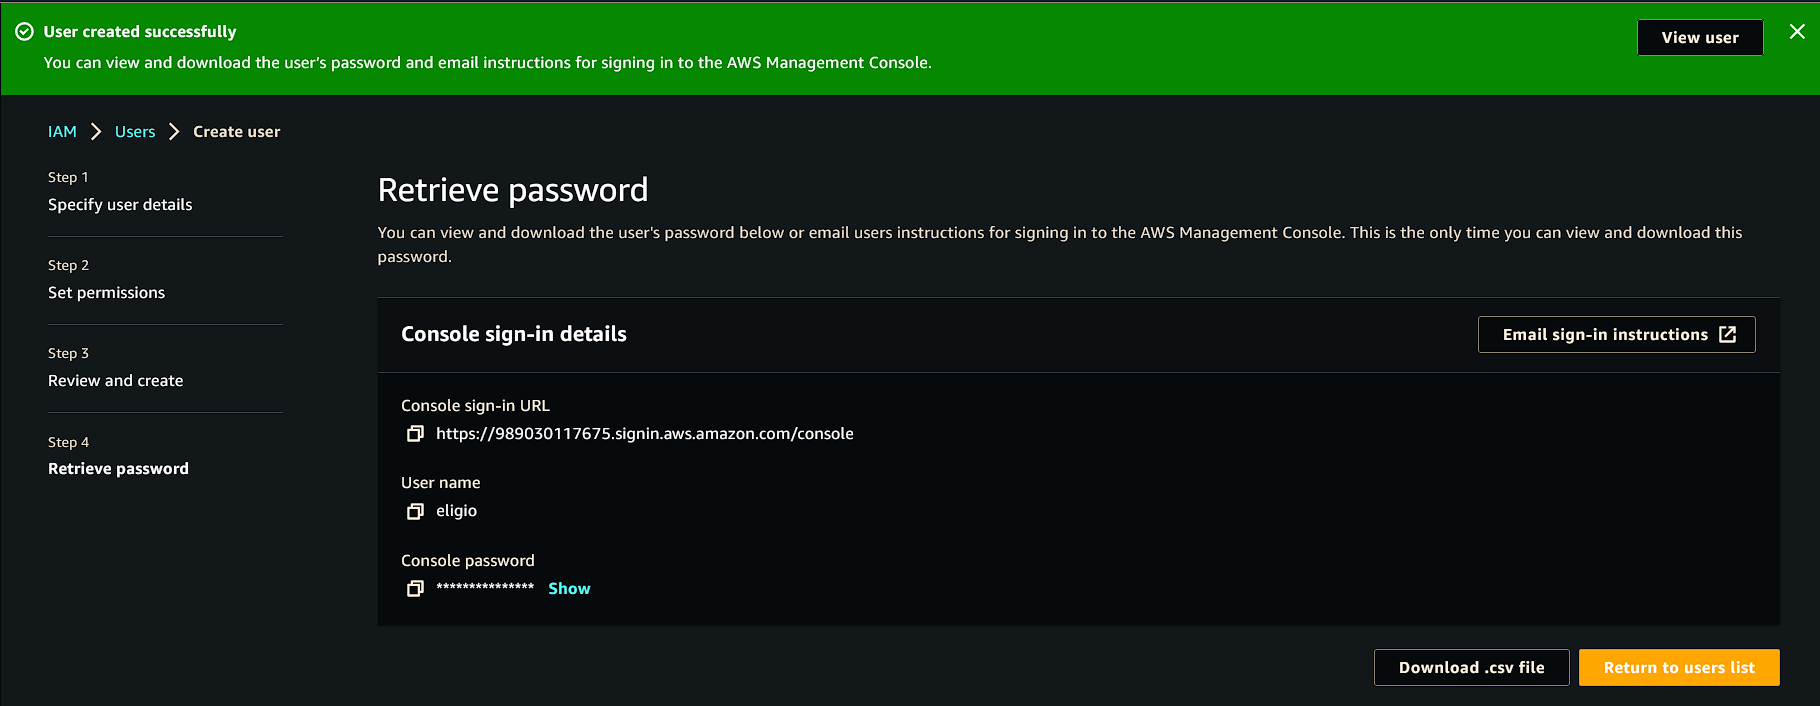 User created successfully
You can view and download the user's password and email instructions for signing in to the AWS Management Console.
View user
IAM
Users
Create user
Step 1
Specify user details
Step 2
Set permissions
Step 3
Review and create
Step 4
Retrieve password
Retrieve password
You can view and download the user's password below or email users instructions for signing in to the AWS Management Console. This is the only time you can view and download this
password.
Console sign-in details
Email sign-in instructions
Console sign-in URL
https://989030117675.signin.aws.amazon.com/console
User name
eligio
Console password
*************** Show
Download .csv file
Return to users list